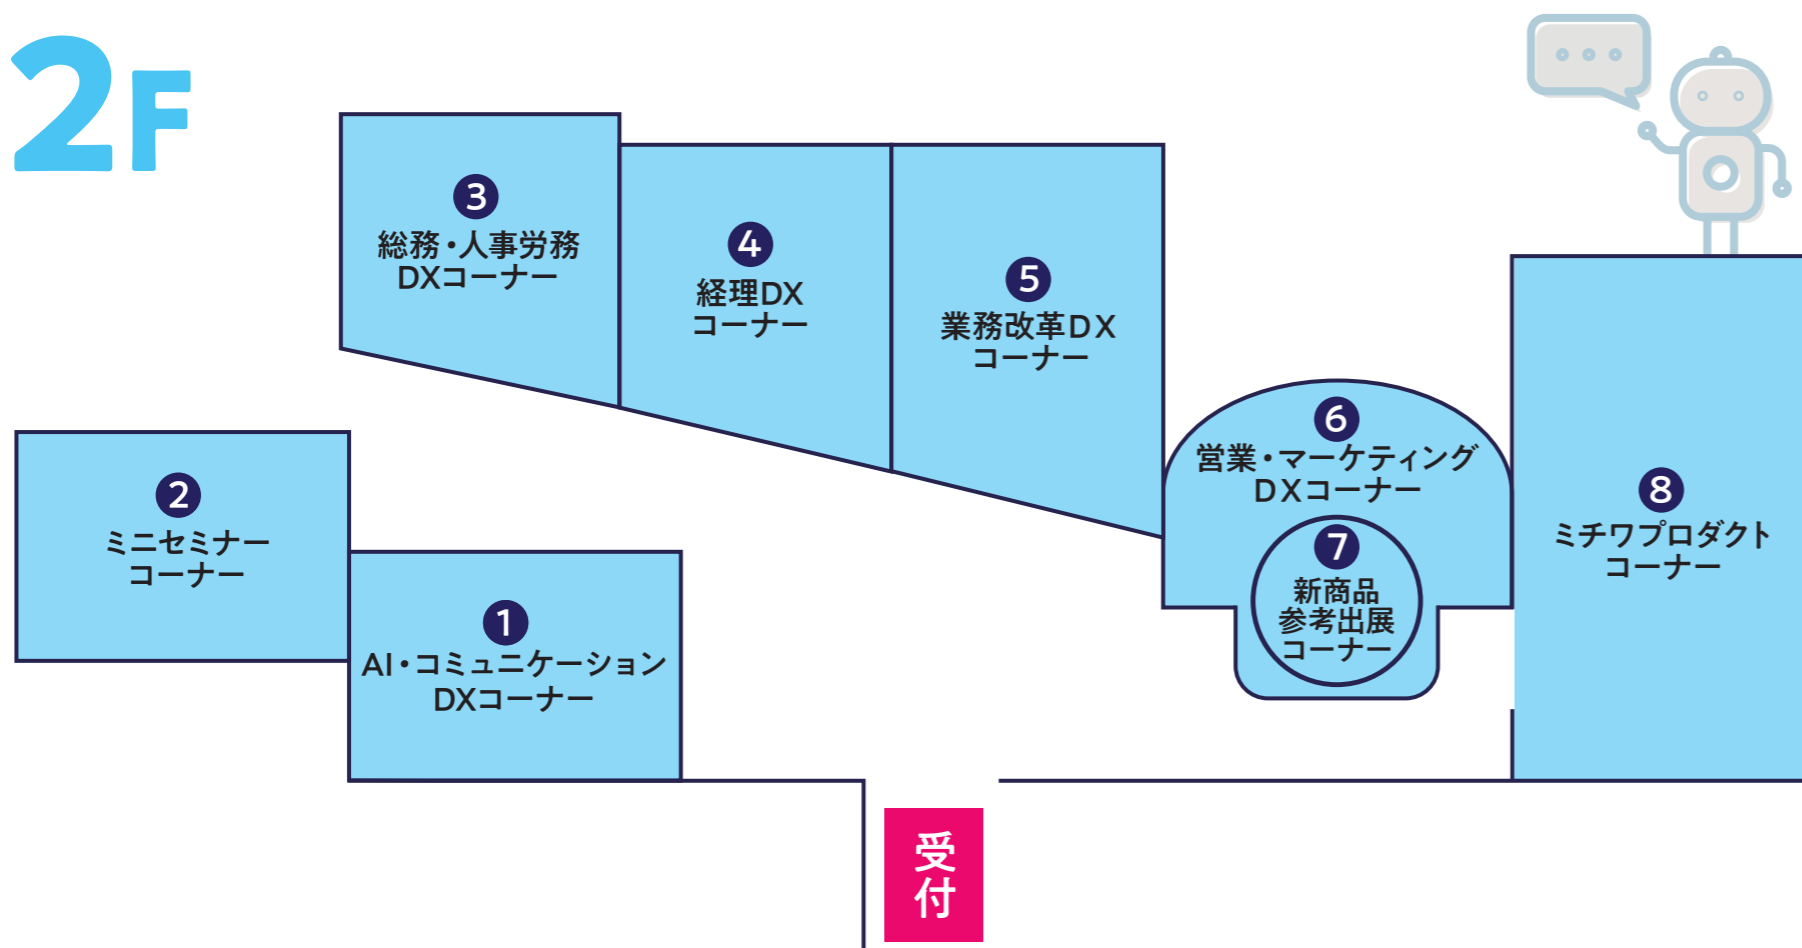 2F
3
総務・人事労務
DXコーナー
4
経理DX
コーナー
5
業務改革DX
コーナー
6
営業・マーケティング
DXコーナー
7
新商品
参考出展
コーナー
8
ミチワプロダクト
コーナー
2
ミニセミナー
コーナー
1
AI・コミュニケーション
DXコーナー
受付